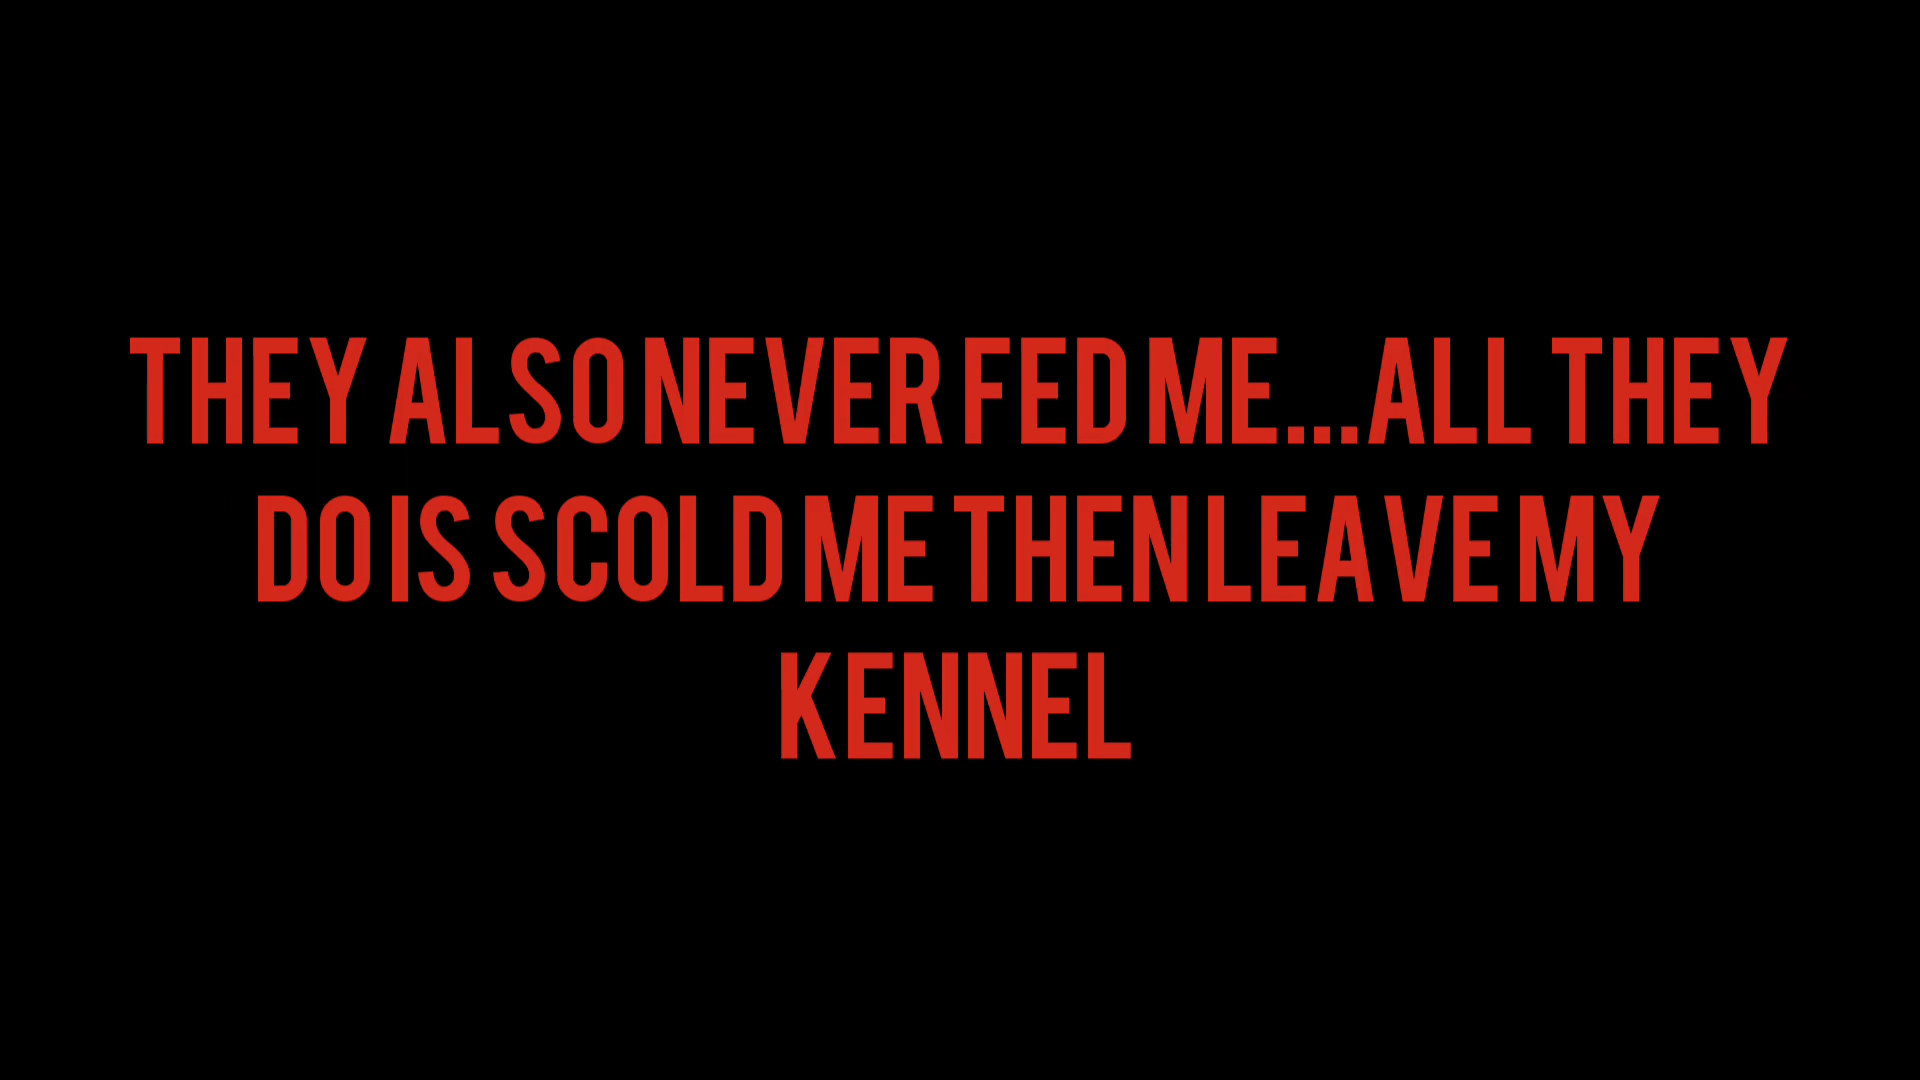 THEY ALSO NEVER FED ME...ALL THEY
DO IS SCOLD ME THEN LEAVE MY
KENNEL